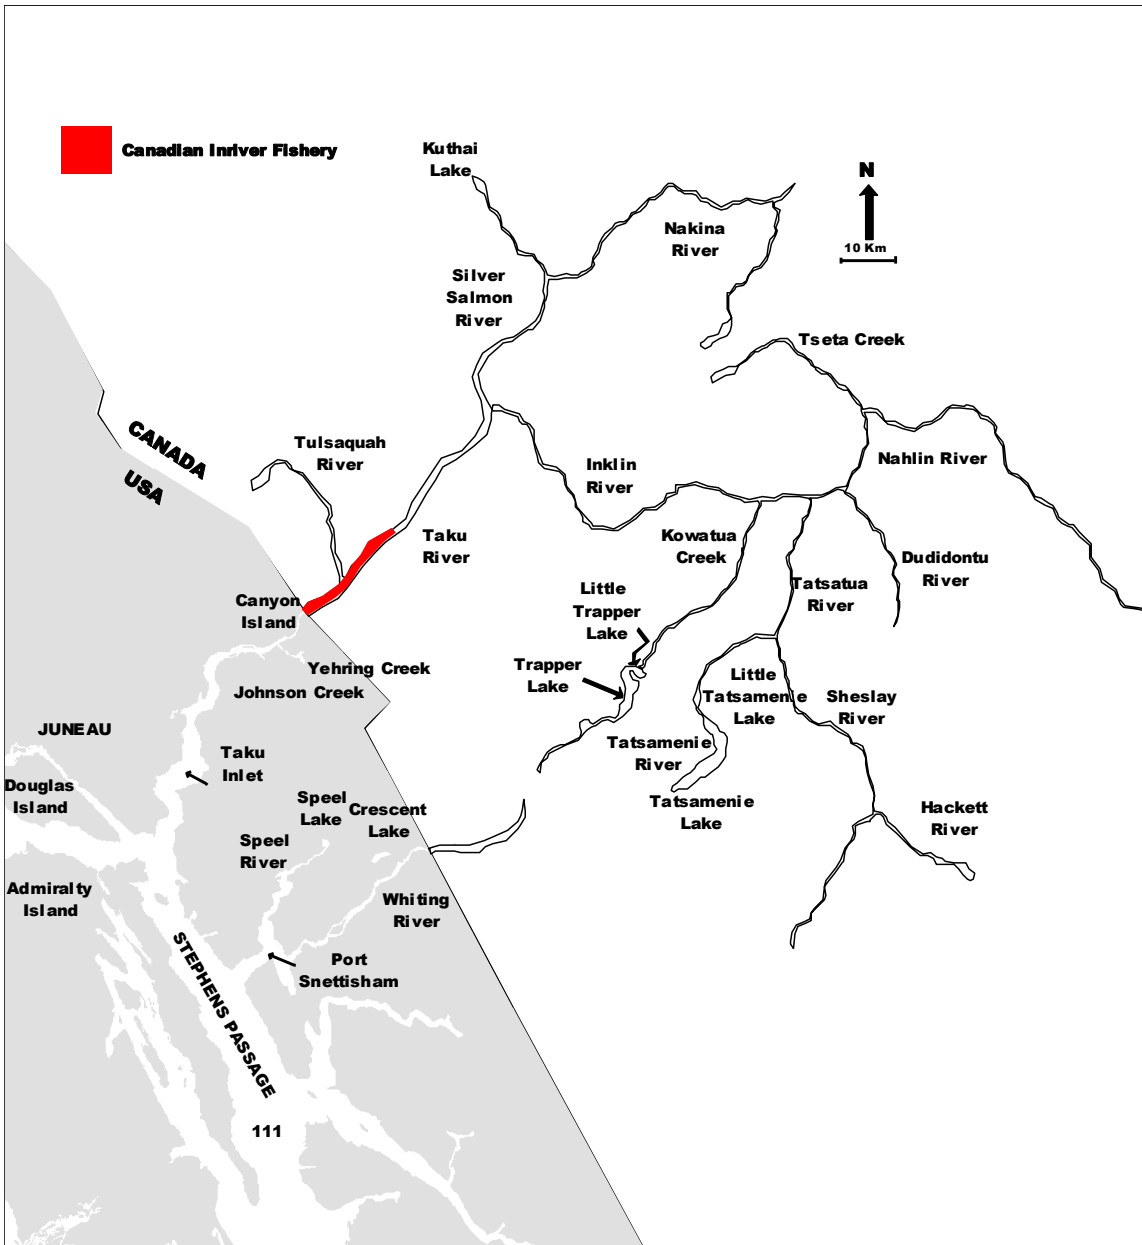 Canadian Inriver Fishery
Kuthai
Lake
N
10 Km
Nakina
River
Silver
Salmon
River
Tseta Creek
CANADA
USA
Tulsaquah
River
Inklin
River
Nahlin River
Taku
River
Kowatua
Creek
Dudidontu
River
Tatsatua
River
Canyon
Island
Little
Trapper
Lake
Yehring Creek
Johnson Creek
Trapper
Lake
Little
Tatsamenie
Lake
Sheslay
River
JUNEAU
Taku
Inlet
Tatsamenie
River
Douglas
Island
Speel
Lake
Crescent
Lake
Tatsamenie
Lake
Hackett
River
Speel
River
Admiralty
Island
Whiting
River
Port
Snettisham
STEPHENS PASSAGE
111